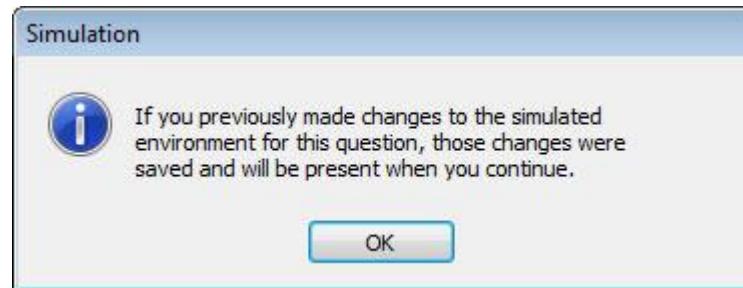 Simulation
If you previously made changes to the simulated
environment for this question, those changes were
saved and will be present when you continue.
OK